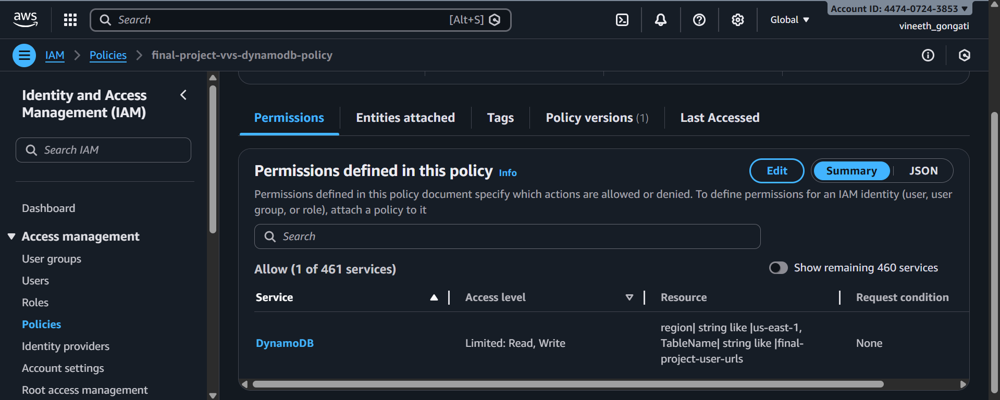 aws
Search
[Alt+S]
Global
Account ID: 4474-0724-3853
vineeth_gongati
IAM
Policies
final-project-vvs-dynamodb-policy
Identity and Access
Management (IAM)
Search IAM
Dashboard
Access management
User groups
Users
Roles
Policies
Identity providers
Account settings
Root access management
Permissions
Entities attached
Tags
Policy versions (1)
Last Accessed
Permissions defined in this policy Info
Edit
Summary
JSON
Permissions defined in this policy document specify which actions are allowed or denied. To define permissions for an IAM identity (user, user
group, or role), attach a policy to it
Search
Allow (1 of 461 services)
Show remaining 460 services
Service
Access level
Resource
Request condition
DynamoDB
Limited: Read, Write
region| string like |us-east-1,
TableName| string like |final-
project-user-urls
None